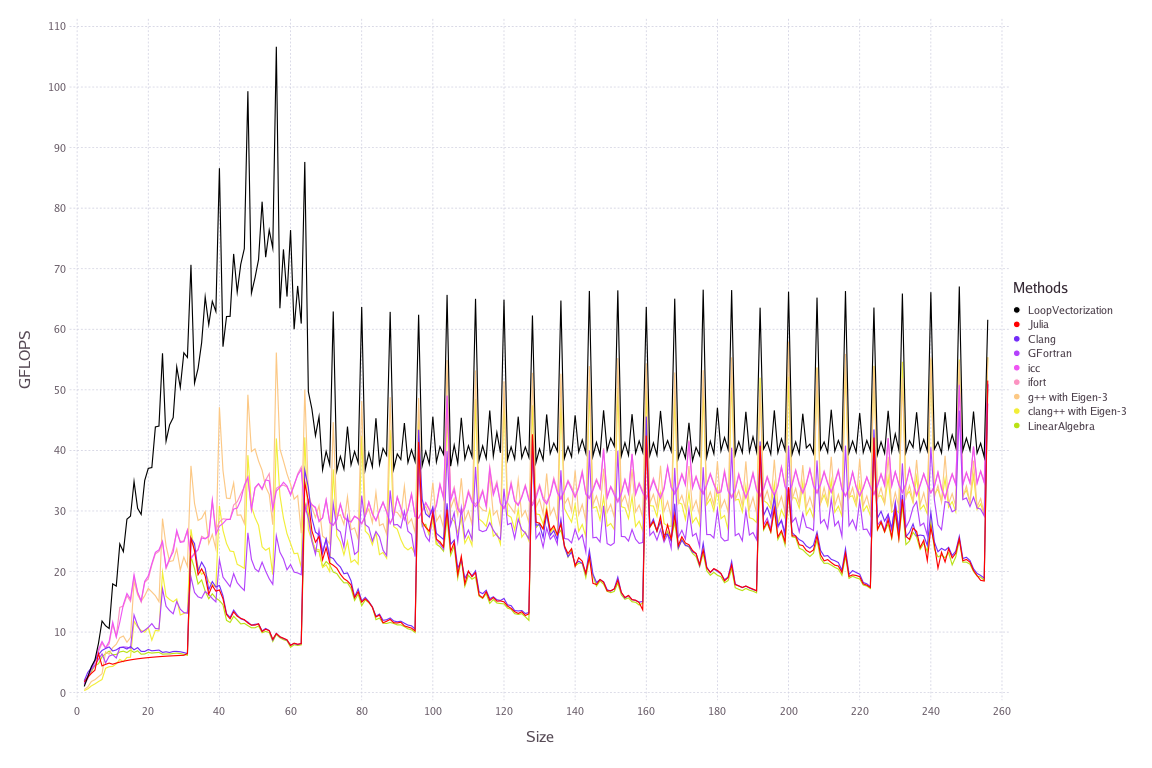 110
100
90
80
70
60
50
40
30
20
10
0
GFLOPS
0 20 40 60 80 100 120 140 160 180 200 220 240 260
Size
Methods
LoopVectorization
Julia
Clang
GFortran
icc
ifort
g++ with Eigen-3
clang++ with Eigen-3
LinearAlgebra